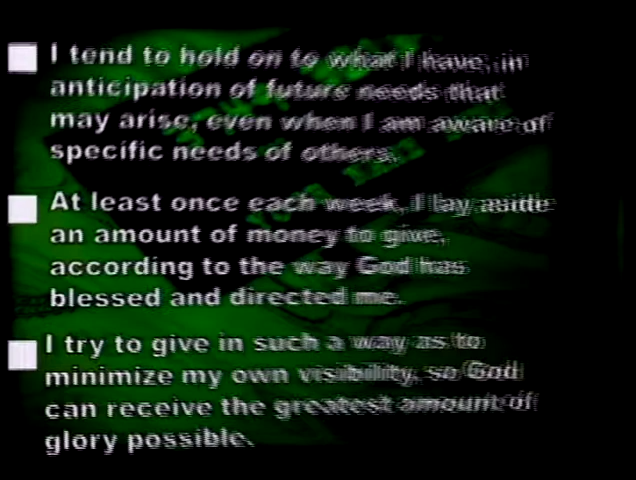 I tend to hold on to what I have, in
anticipation of future needs that
may arise, even when I am aware of
specific needs of others.
At least once each week, I lay aside
an amount of money to give,
according to the way God has
blessed and directed me.
I try to give in such a way as to
minimize my own visibility, so God
can receive the greatest amount of
glory possible.